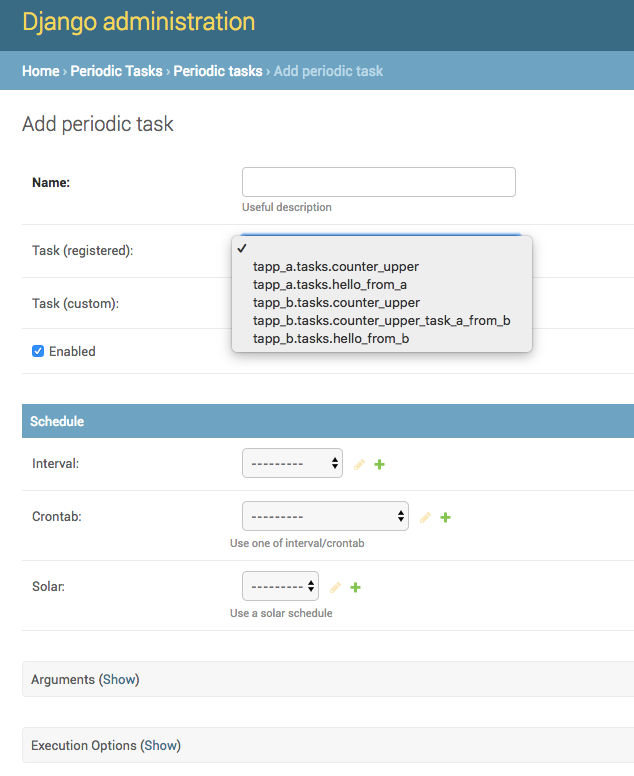 Django administration
Home › Periodic Tasks › Periodic tasks › Add periodic task
Add periodic task
Name:
Useful description
Task (registered):
✓
tapp_a.tasks.counter_upper
tapp_a.tasks.hello_from_a
tapp_b.tasks.counter_upper
tapp_b.tasks.counter_upper_task_a_from_b
tapp_b.tasks.hello_from_b
Task (custom):
Enabled
Schedule
Interval: ---------
Crontab: ---------
Use one of interval/crontab
Solar: ---------
Use a solar schedule
Arguments (Show)
Execution Options (Show)